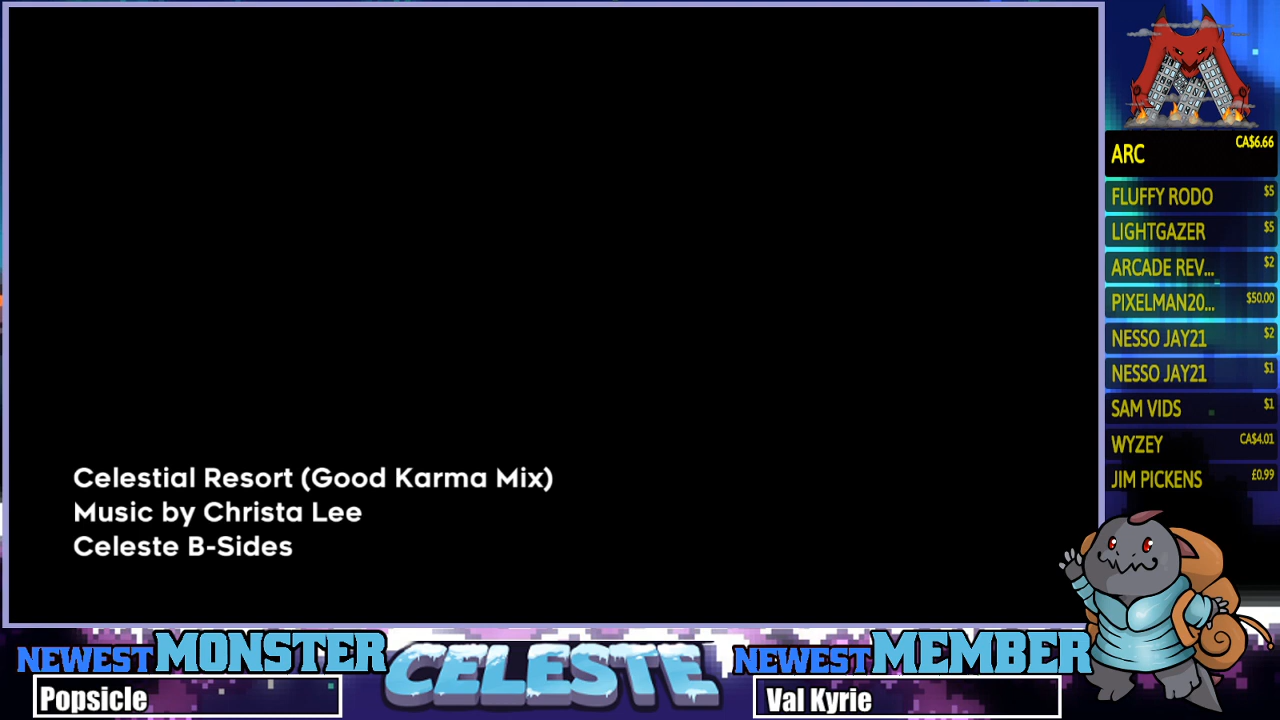 Celestial Resort (Good Karma Mix)
Music by Christa Lee
Celeste B-Sides
ARC CA$6.66
FLUFFY RODO $5
LIGHTGAZER $5
ARCADE REV... $2
PIXELMAN20... $50.00
NESSO JAY21 $2
NESSO JAY21 $1
SAM VIDS $1
WYZEY CA$4.01
JIM PICKENS £0.99
NEWEST MONSTER
Popsicle
CELESTE
NEWEST MEMBER
Val Kyrie